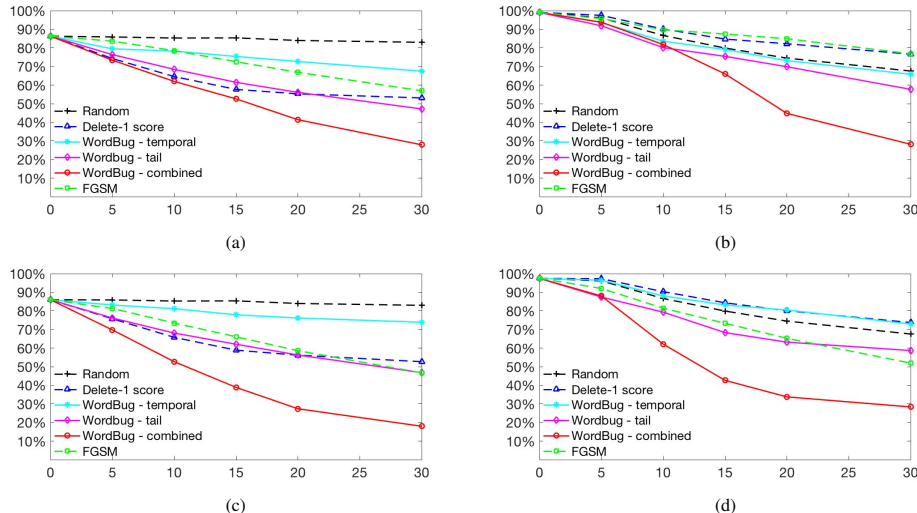 100%
90%
80%
70%
60%
50%
40%
30%
20%
10%
Random
Delete-1 score
WordBug - temporal
Wordbug - tail
WordBug - combined
FGSM
0 5 10 15 20 30
(a)
100%
90%
80%
70%
60%
50%
40%
30%
20%
10%
Random
Delete-1 score
WordBug - temporal
Wordbug - tail
WordBug - combined
FGSM
0 5 10 15 20 30
(b)
100%
90%
80%
70%
60%
50%
40%
30%
20%
10%
Random
Delete-1 score
WordBug - temporal
WordBug - tail
WordBug - combined
FGSM
0 5 10 15 20 30
(c)
100%
90%
80%
70%
60%
50%
40%
30%
20%
10%
Random
Delete-1 score
WordBug - temporal
WordBug - tail
WordBug - combined
FGSM
0 5 10 15 20 30
(d)